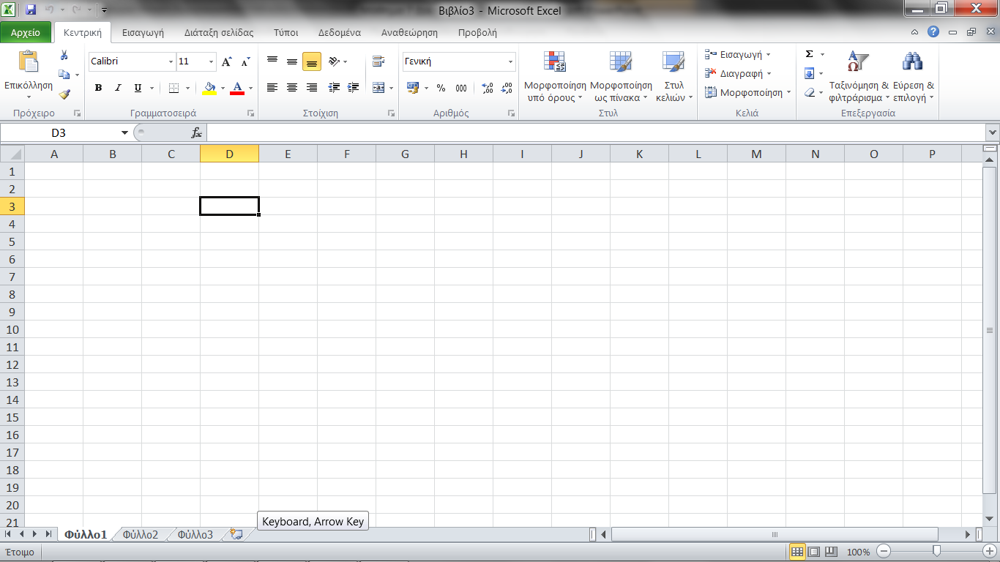 Βιβλίο3 - Microsoft Excel
Αρχείο Κεντρική Εισαγωγή Διάταξη σελίδας Τύποι Δεδομένα Αναθεώρηση Προβολή
Επικόλληση
Πρόχειρο
Calibri 11
B I U A
Γραμματοσειρά
Στοίχιση
Γενική
% 000
Αριθμός
Μορφοποίηση υπό όρους
Μορφοποίηση ως πίνακα
Στυλ κελιών
Στυλ
Εισαγωγή
Διαγραφή
Μορφοποίηση
Κελιά
Σ
Ταξινόμηση & φιλτράρισμα
Εύρεση & επιλογή
Επεξεργασία
D3 fx
A B C D E F G H I J K L M N O P
1
2
3
4
5
6
7
8
9
10
11
12
13
14
15
16
17
18
19
20
21
Keyboard, Arrow Key
Φύλλο1 Φύλλο2 Φύλλο3
Έτοιμο 100%